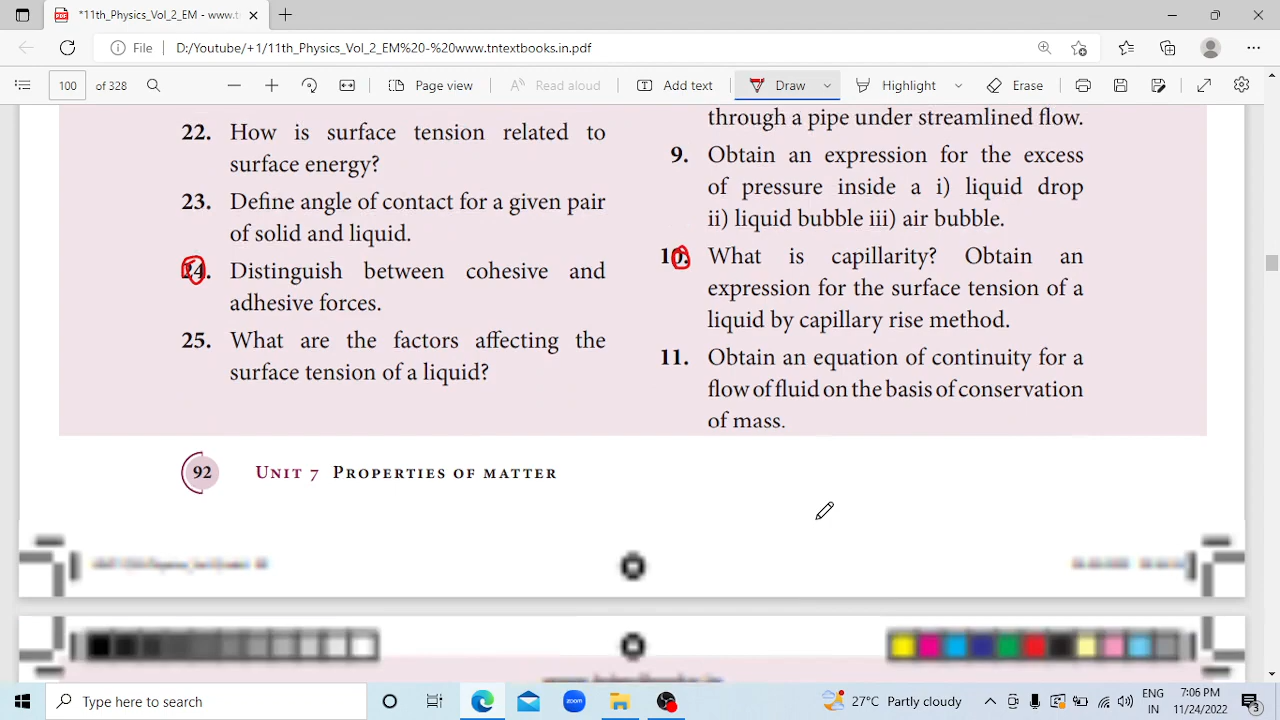 *11th_Physics_Vol_2_EM - www.t
File
D:/Youtube/+1/11th_Physics_Vol_2_EM%20-%20www.tntextbooks.in.pdf
100 of 328
Page view
Read aloud
Add text
Draw
Highlight
Erase
22. How is surface tension related to
surface energy?
23. Define angle of contact for a given pair
of solid and liquid.
24. Distinguish between cohesive and
adhesive forces.
25. What are the factors affecting the
surface tension of a liquid?
through a pipe under streamlined flow.
9. Obtain an expression for the excess
of pressure inside a i) liquid drop
ii) liquid bubble iii) air bubble.
10. What is capillarity? Obtain an
expression for the surface tension of a
liquid by capillary rise method.
11. Obtain an equation of continuity for a
flow of fluid on the basis of conservation
of mass.
92 UNIT 7 PROPERTIES OF MATTER
Type here to search
zoom
27°C Partly cloudy
ENG
IN
7:06 PM
11/24/2022
3